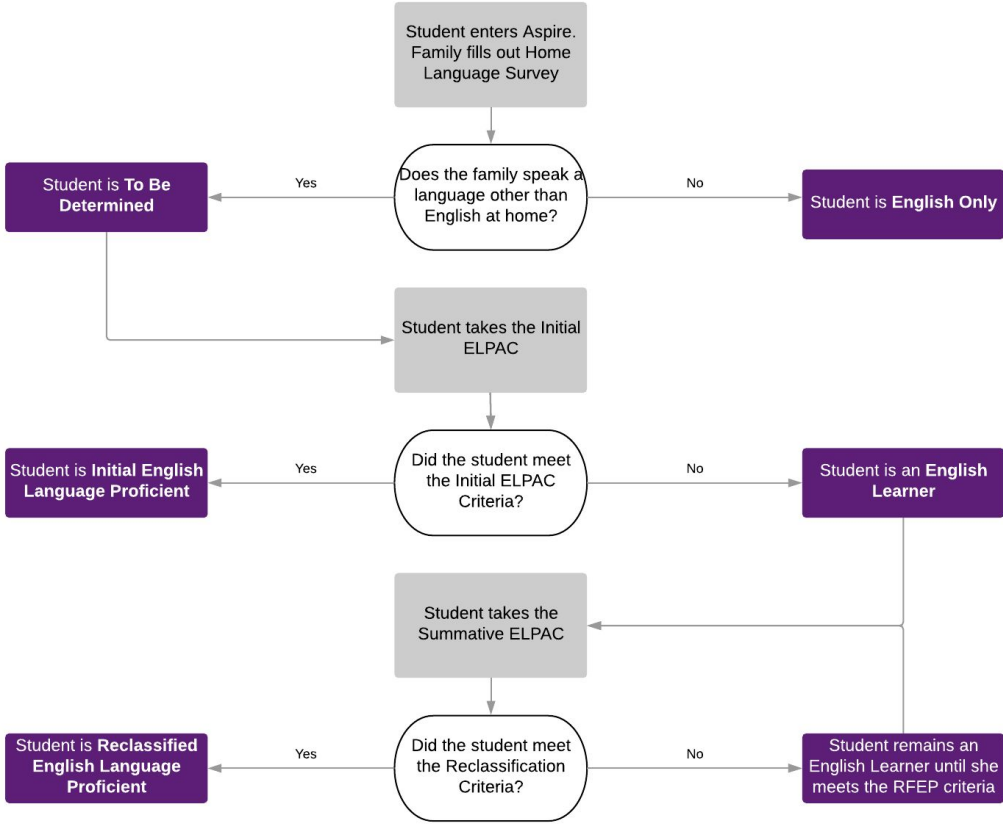 Student enters Aspire.
Family fills out Home
Language Survey
Does the family speak a
language other than
English at home?
Yes
No
Student is To Be
Determined
Student is English Only
Student takes the Initial
ELPAC
Did the student meet
the Initial ELPAC
Criteria?
Yes
No
Student is Initial English
Language Proficient
Student is an English
Learner
Student takes the
Summative ELPAC
Did the student meet
the Reclassification
Criteria?
Yes
No
Student is Reclassified
English Language
Proficient
Student remains an
English Learner until she
meets the RFEP criteria